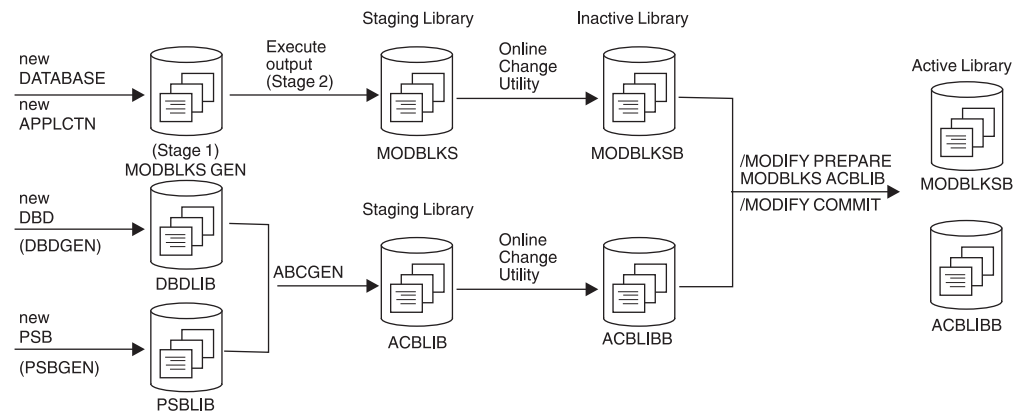 Staging Library
Inactive Library
new
DATABASE
new
APPLCTN
Execute
output
(Stage 2)
Online
Change
Utility
Active Library
(Stage 1)
MODBLKS GEN
MODBLKS
MODBLKSB
/MODIFY PREPARE
MODBLKS ACBLIB
/MODIFY COMMIT
MODBLKSB
new
DBD
(DBDGEN)
DBDLIB
Staging Library
ABCGEN
Online
Change
Utility
ACBLIB
ACBLIBB
ACBLIBB
new
PSB
(PSBGEN)
PSBLIB